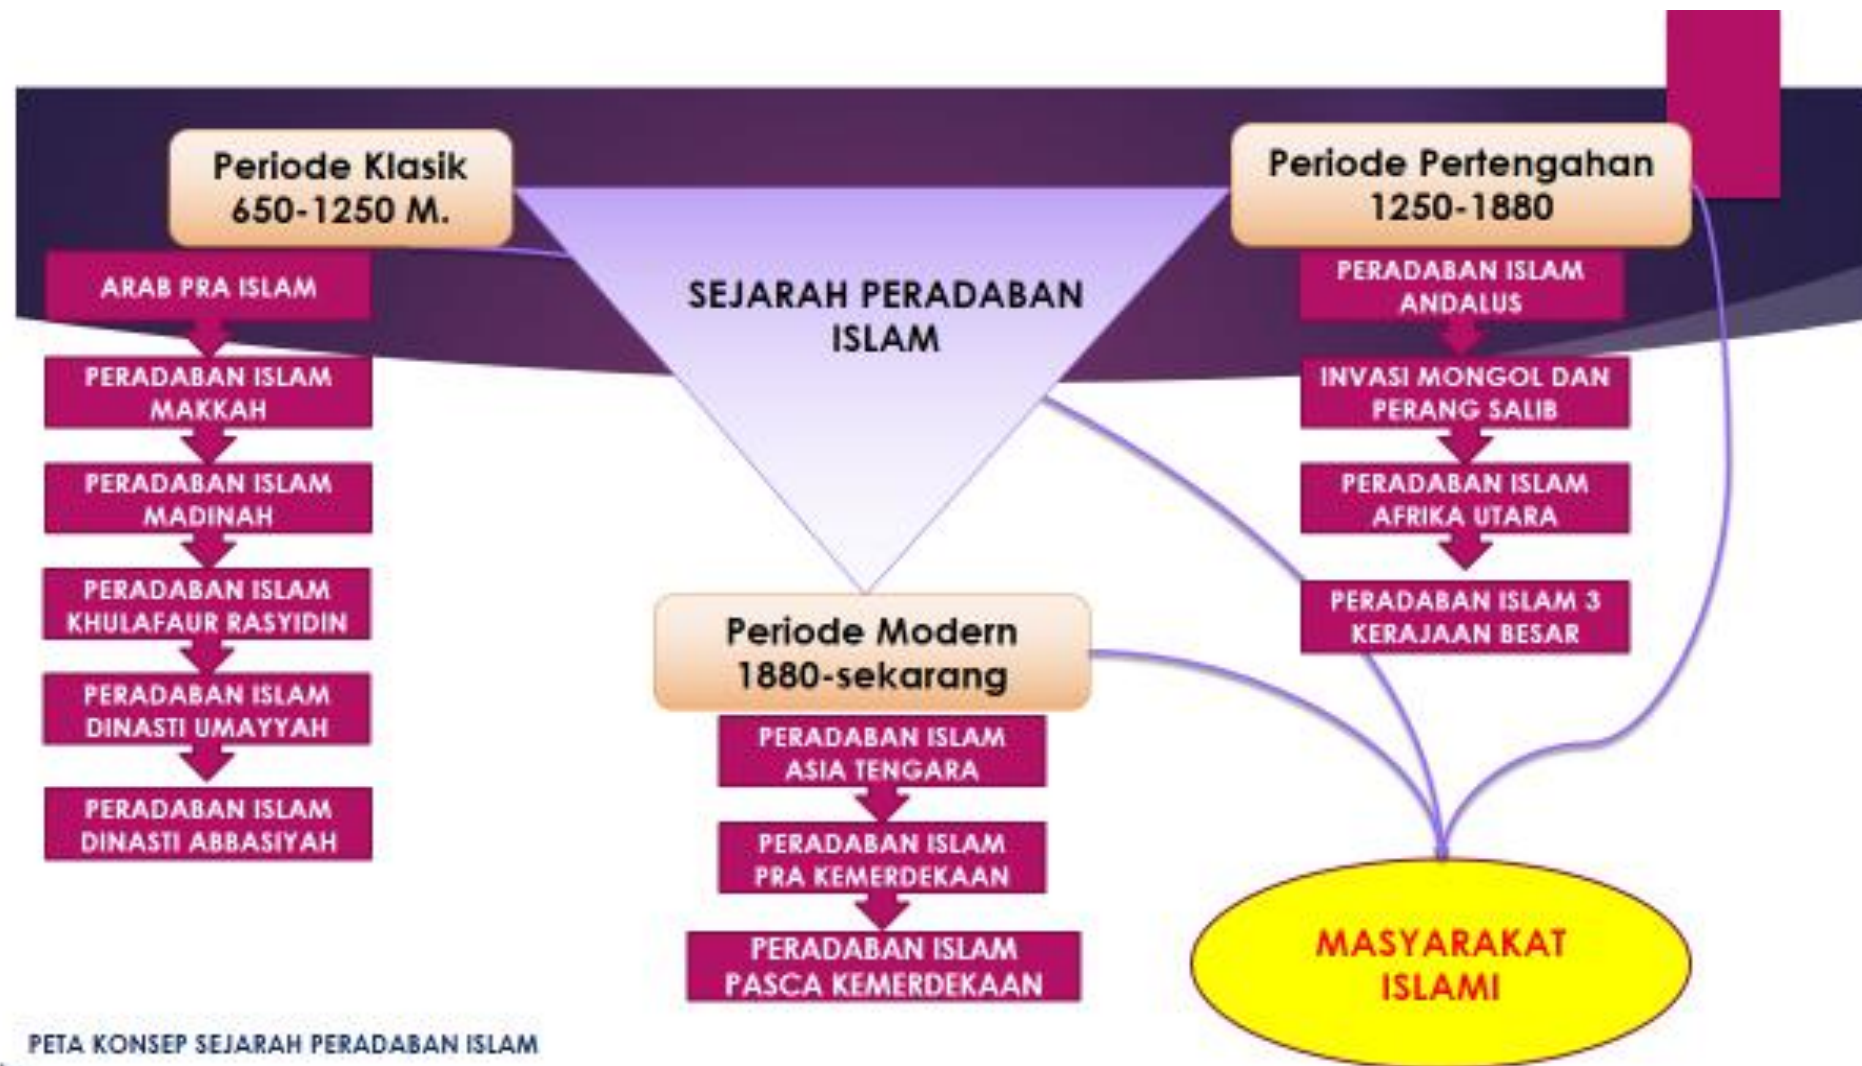 Periode Klasik
650-1250 M.
ARAB PRA ISLAM
PERADABAN ISLAM
MAKKAH
PERADABAN ISLAM
MADINAH
PERADABAN ISLAM
KHULAFAUR RASYIDIN
PERADABAN ISLAM
DINASTI UMAYYAH
PERADABAN ISLAM
DINASTI ABBASIYAH
SEJARAH PERADABAN
ISLAM
Periode Modern
1880-sekarang
PERADABAN ISLAM
ASIA TENGARA
PERADABAN ISLAM
PRA KEMERDEKAAN
PERADABAN ISLAM
PASCA KEMERDEKAAN
Periode Pertengahan
1250-1880
PERADABAN ISLAM
ANDALUS
INVASI MONGOL DAN
PERANG SALIB
PERADABAN ISLAM
AFRIKA UTARA
PERADABAN ISLAM 3
KERAJAAN BESAR
MASYARAKAT
ISLAMI
PETA KONSEP SEJARAH PERADABAN ISLAM